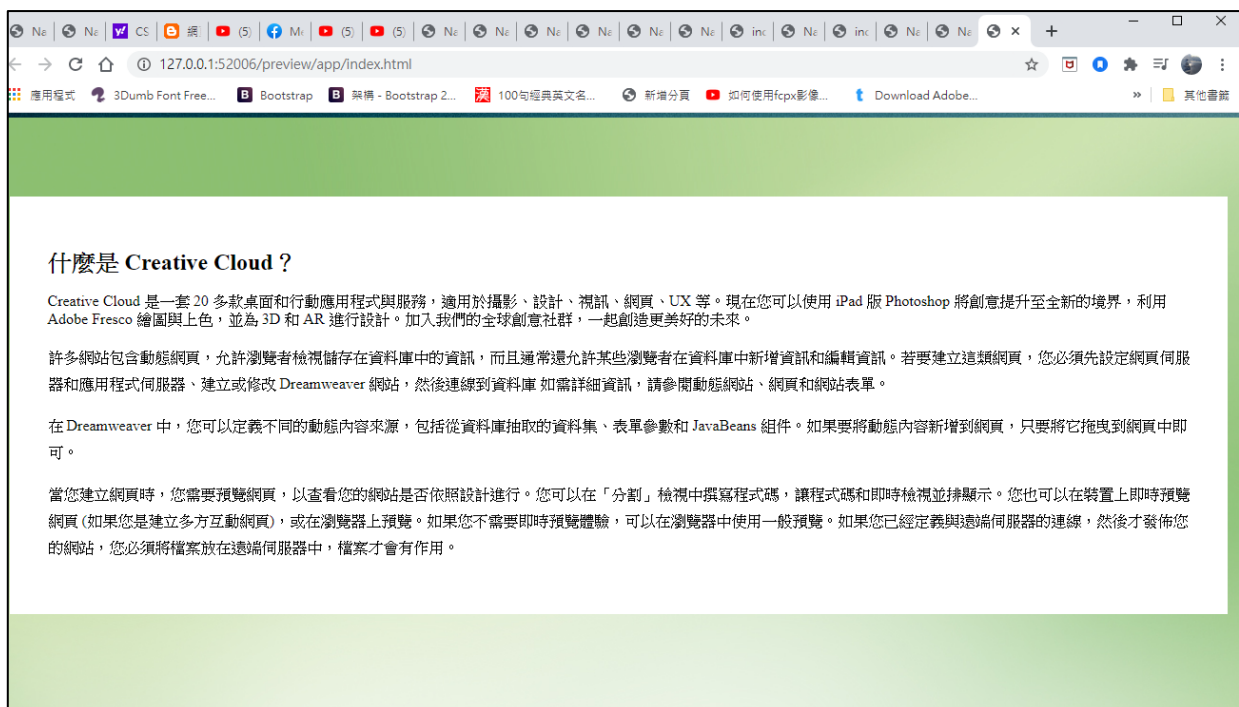 Na Na CS 網 (5) Me (5) (5) Na Na Na Na Na Na inc Na inc Na Na
127.0.0.1:52006/preview/app/index.html
應用程式 3Dumb Font Free... Bootstrap 架構 - Bootstrap 2... 100句經典英文名... 新增分頁 如何使用fcpx影像... Download Adobe... » 其他書籤
什麼是 Creative Cloud？
Creative Cloud 是一套 20 多款桌面和行動應用程式與服務，適用於攝影、設計、視訊、網頁、UX 等。現在您可以使用 iPad 版 Photoshop 將創意提升至全新的境界，利用
Adobe Fresco 繪圖與上色，並為 3D 和 AR 進行設計。加入我們的全球創意社群，一起創造更美好的未來。
許多網站包含動態網頁，允許瀏覽者檢視儲存在資料庫中的資訊，而且通常還允許某些瀏覽者在資料庫中新增資訊和編輯資訊。若要建立這類網頁，您必須先設定網頁伺服
器和應用程式伺服器、建立或修改 Dreamweaver 網站，然後連線到資料庫 如需詳細資訊，請參閱動態網站、網頁和網站表單。
在 Dreamweaver 中，您可以定義不同的動態內容來源，包括從資料庫抽取的資料集、表單參數和 JavaBeans 組件。如果要將動態內容新增到網頁，只要將它拖曳到網頁中即
可。
當您建立網頁時，您需要預覽網頁，以查看您的網站是否依照設計進行。您可以在「分割」檢視中撰寫程式碼，讓程式碼和即時檢視並排顯示。您也可以在裝置上即時預覽
網頁 (如果您是建立多方互動網頁)，或在瀏覽器上預覽。如果您不需要即時預覽體驗，可以在瀏覽器中使用一般預覽。如果您已經定義與遠端伺服器的連線，然後才發佈您
的網站，您必須將檔案放在遠端伺服器中，檔案才會有作用。